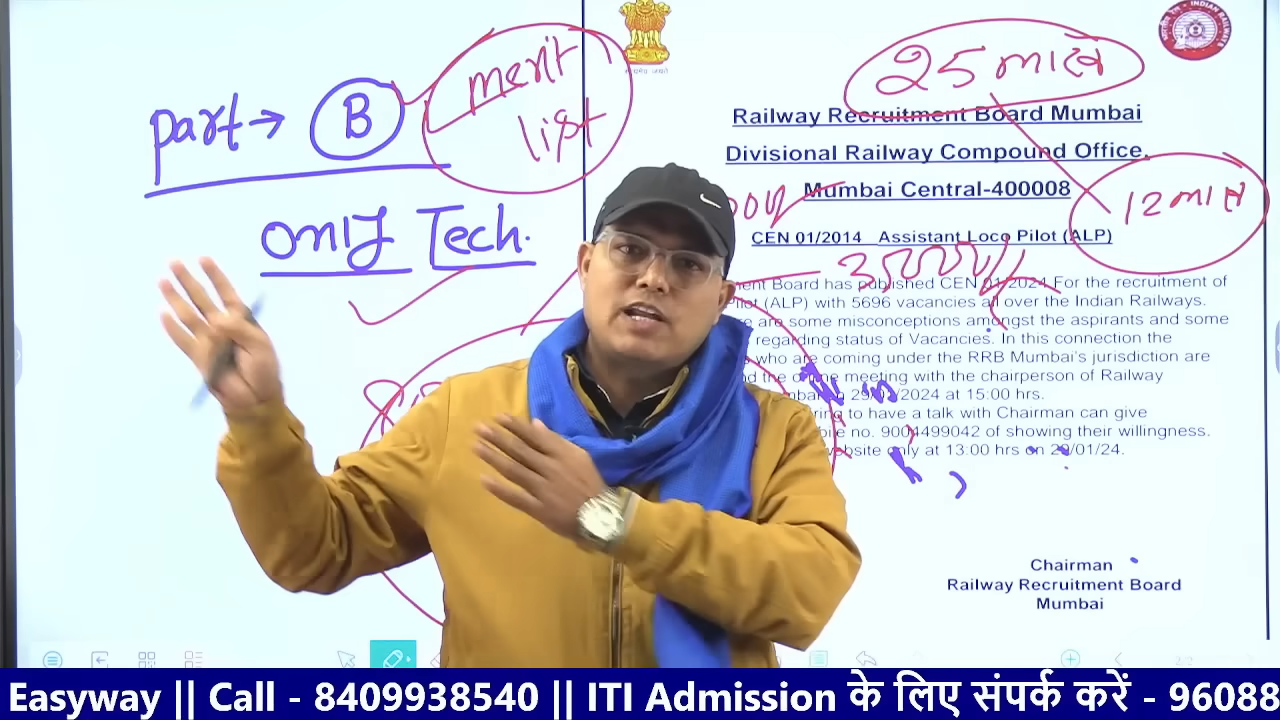 part → B merit
list
only Tech.
25 लाख
12 लाख
Railway Recruitment Board Mumbai
Divisional Railway Compound Office,
Mumbai Central-400008
CEN 01/2014 Assistant Loco Pilot (ALP)
Board has published CEN 01/2024 For the recruitment of
(ALP) with 5696 vacancies all over the Indian Railways.
are some misconceptions amongst the aspirants and some
regarding status of Vacancies. In this connection the
who are coming under the RRB Mumbai's jurisdiction are
the online meeting with the chairperson of Railway
/2024 at 15:00 hrs.
to have a talk with Chairman can give
no. 9004499042 of showing their willingness.
only at 13:00 hrs on 29/01/24.
Chairman
Railway Recruitment Board
Mumbai
Easyway || Call - 8409938540 || ITI Admission के लिए संपर्क करें - 96088